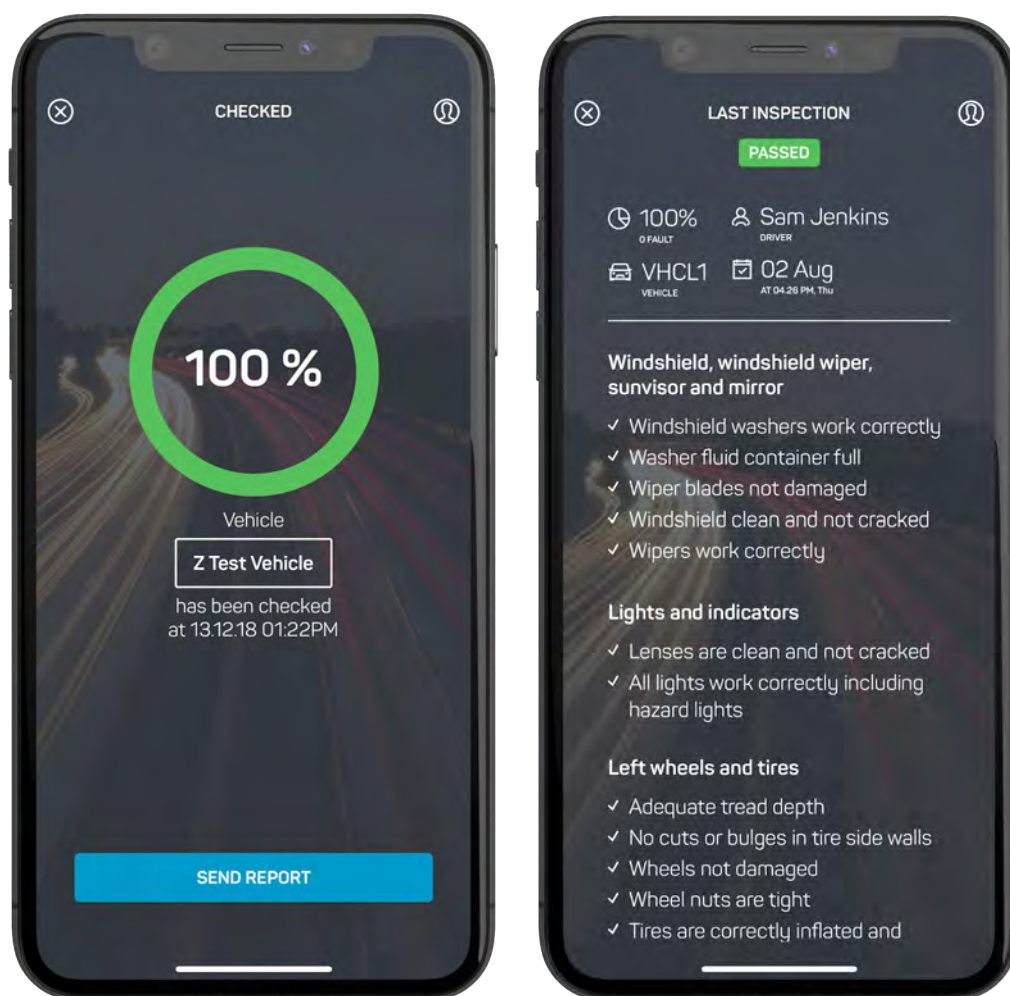 CHECKED
100 %
Vehicle
Z Test Vehicle
has been checked
at 13.12.18 01:22PM
SEND REPORT
LAST INSPECTION
PASSED
100%
0 FAULT
Sam Jenkins
DRIVER
VHCL1
VEHICLE
02 Aug
AT 04.26 PM, Thu
Windshield, windshield wiper,
sunvisor and mirror
Windshield washers work correctly
Washer fluid container full
Wiper blades not damaged
Windshield clean and not cracked
Wipers work correctly
Lights and indicators
Lenses are clean and not cracked
All lights work correctly including
hazard lights
Left wheels and tires
Adequate tread depth
No cuts or bulges in tire side walls
Wheels not damaged
Wheel nuts are tight
Tires are correctly inflated and